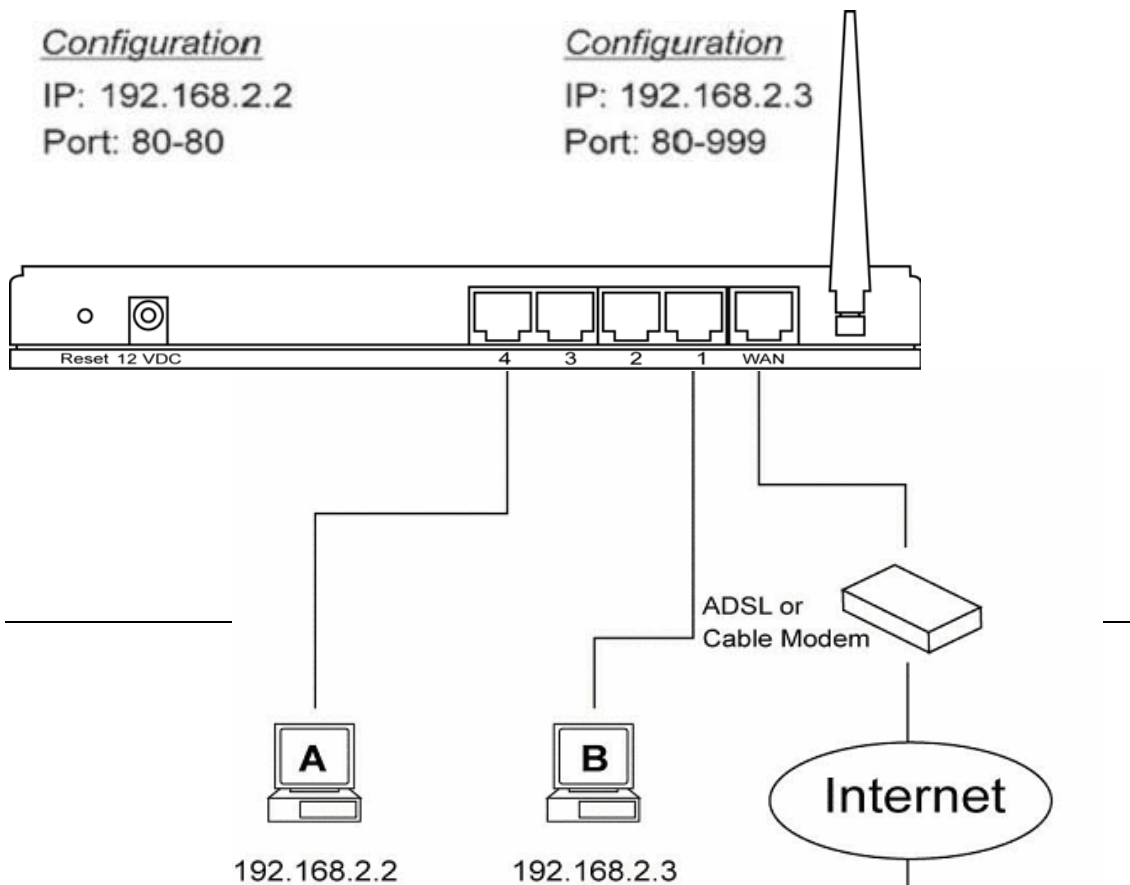 Configuration
IP: 192.168.2.2
Port: 80-80
Configuration
IP: 192.168.2.3
Port: 80-999
Reset 12 VDC 4 3 2 1 WAN
ADSL or
Cable Modem
A
B
Internet
192.168.2.2
192.168.2.3